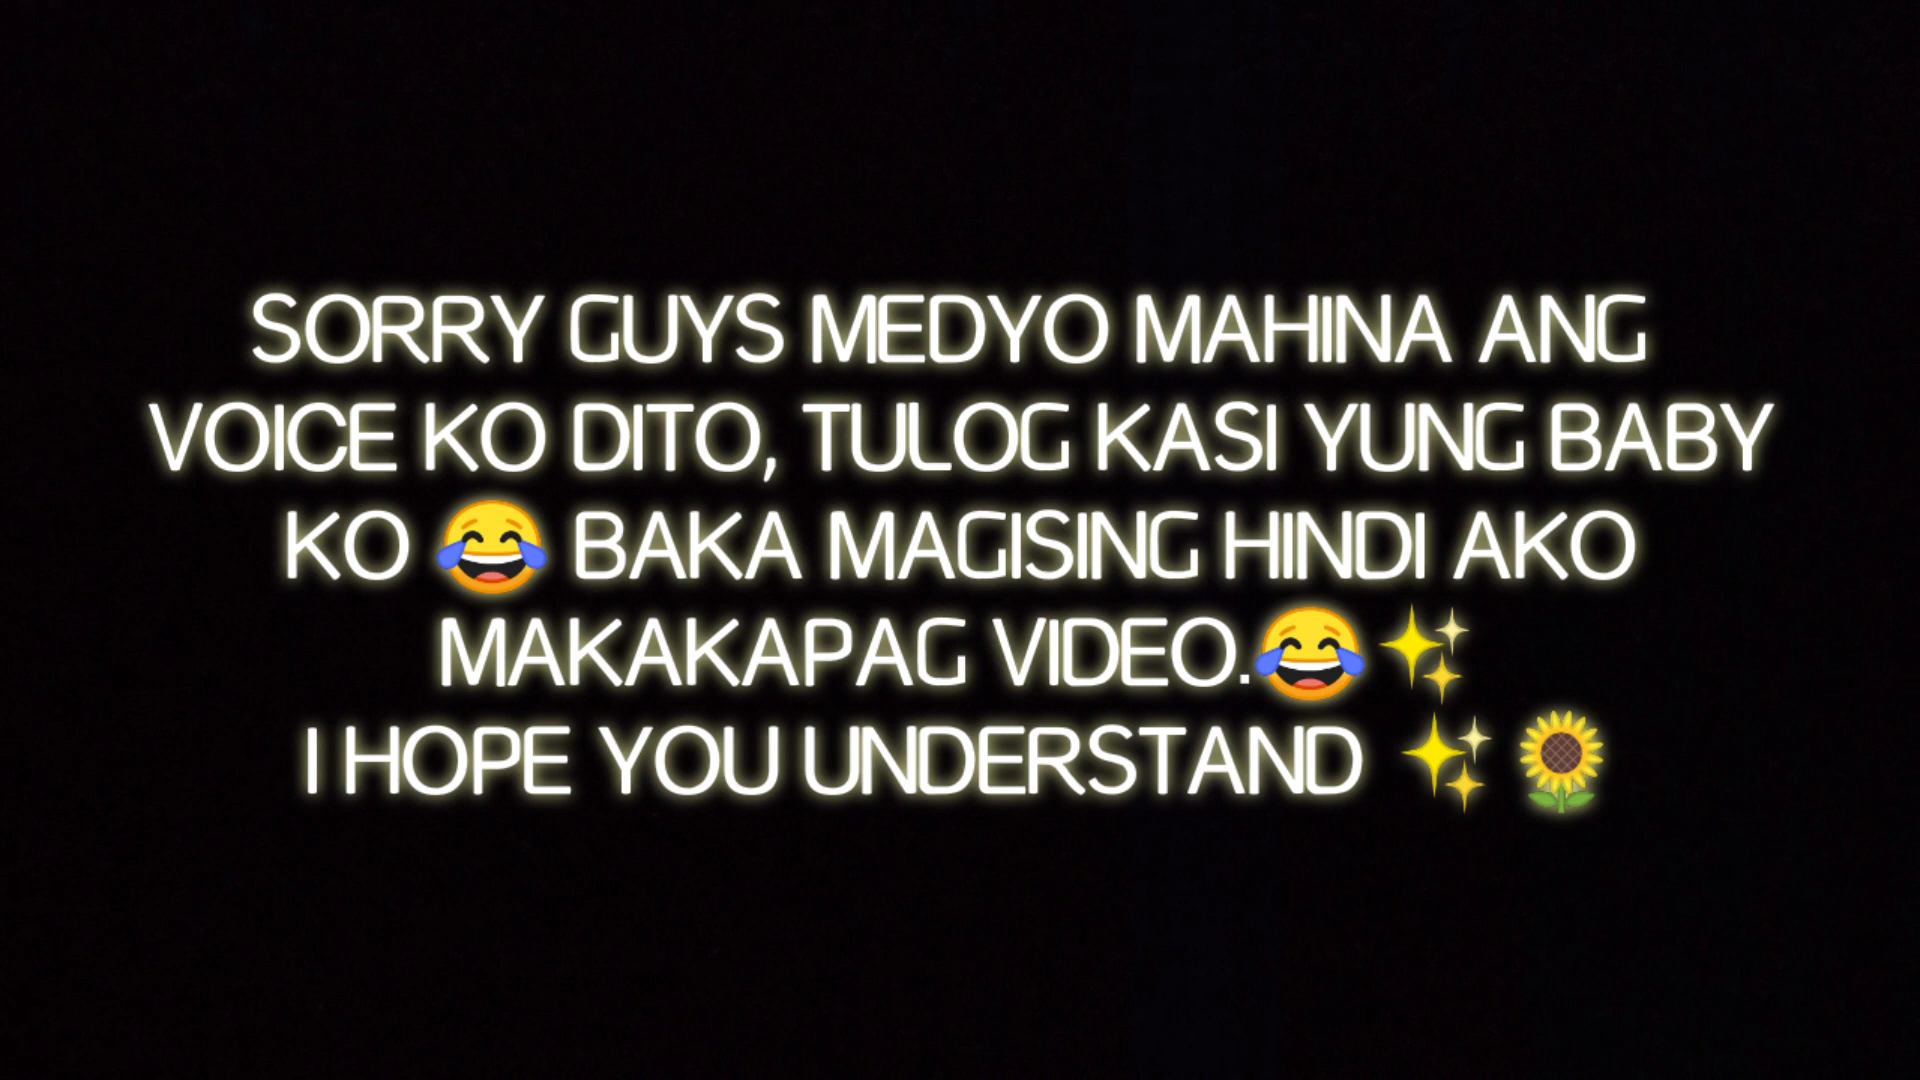 SORRY GUYS MEDYO MAHINA ANG
VOICE KO DITO, TULOG KASI YUNG BABY
KO 😂 BAKA MAGISING HINDI AKO
MAKAKAPAG VIDEO.😂✨
I HOPE YOU UNDERSTAND ✨🌻